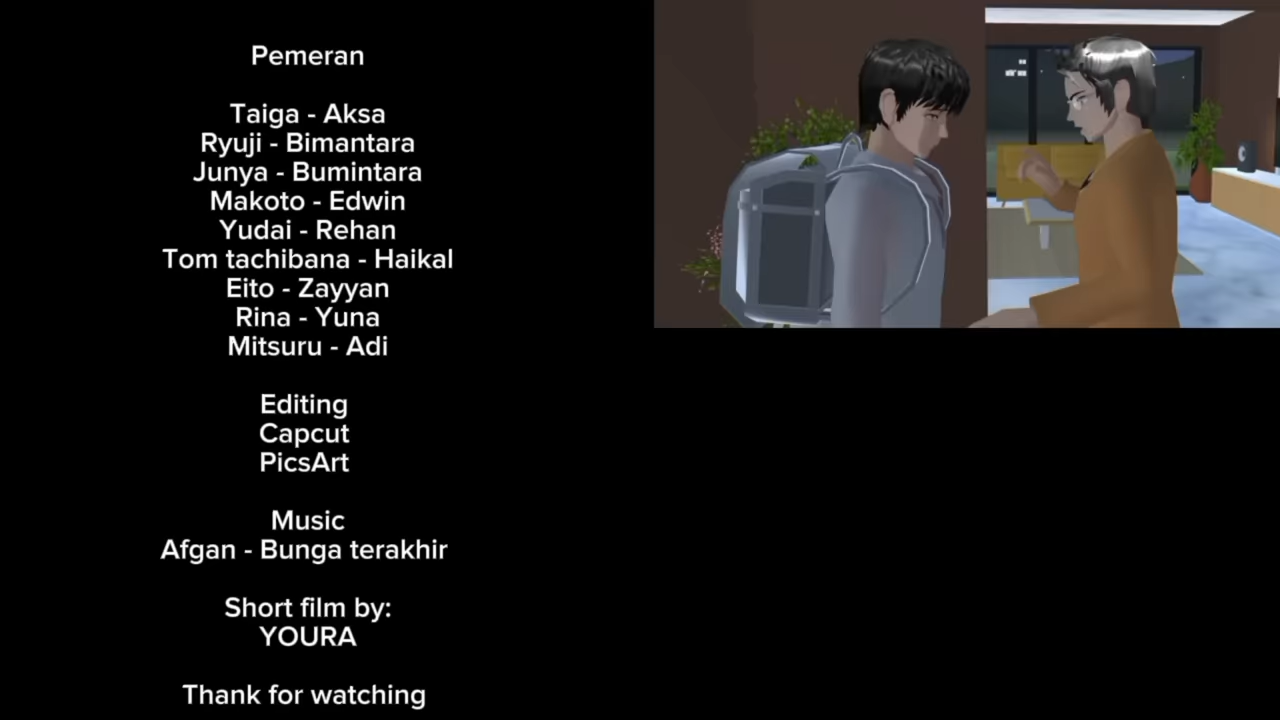 Pemeran
Taiga - Aksa
Ryuji - Bimantara
Junya - Bumintara
Makoto - Edwin
Yudai - Rehan
Tom tachibana - Haikal
Eito - Zayyan
Rina - Yuna
Mitsuru - Adi
Editing
Capcut
PicsArt
Music
Afgan - Bunga terakhir
Short film by:
YOURA
Thank for watching